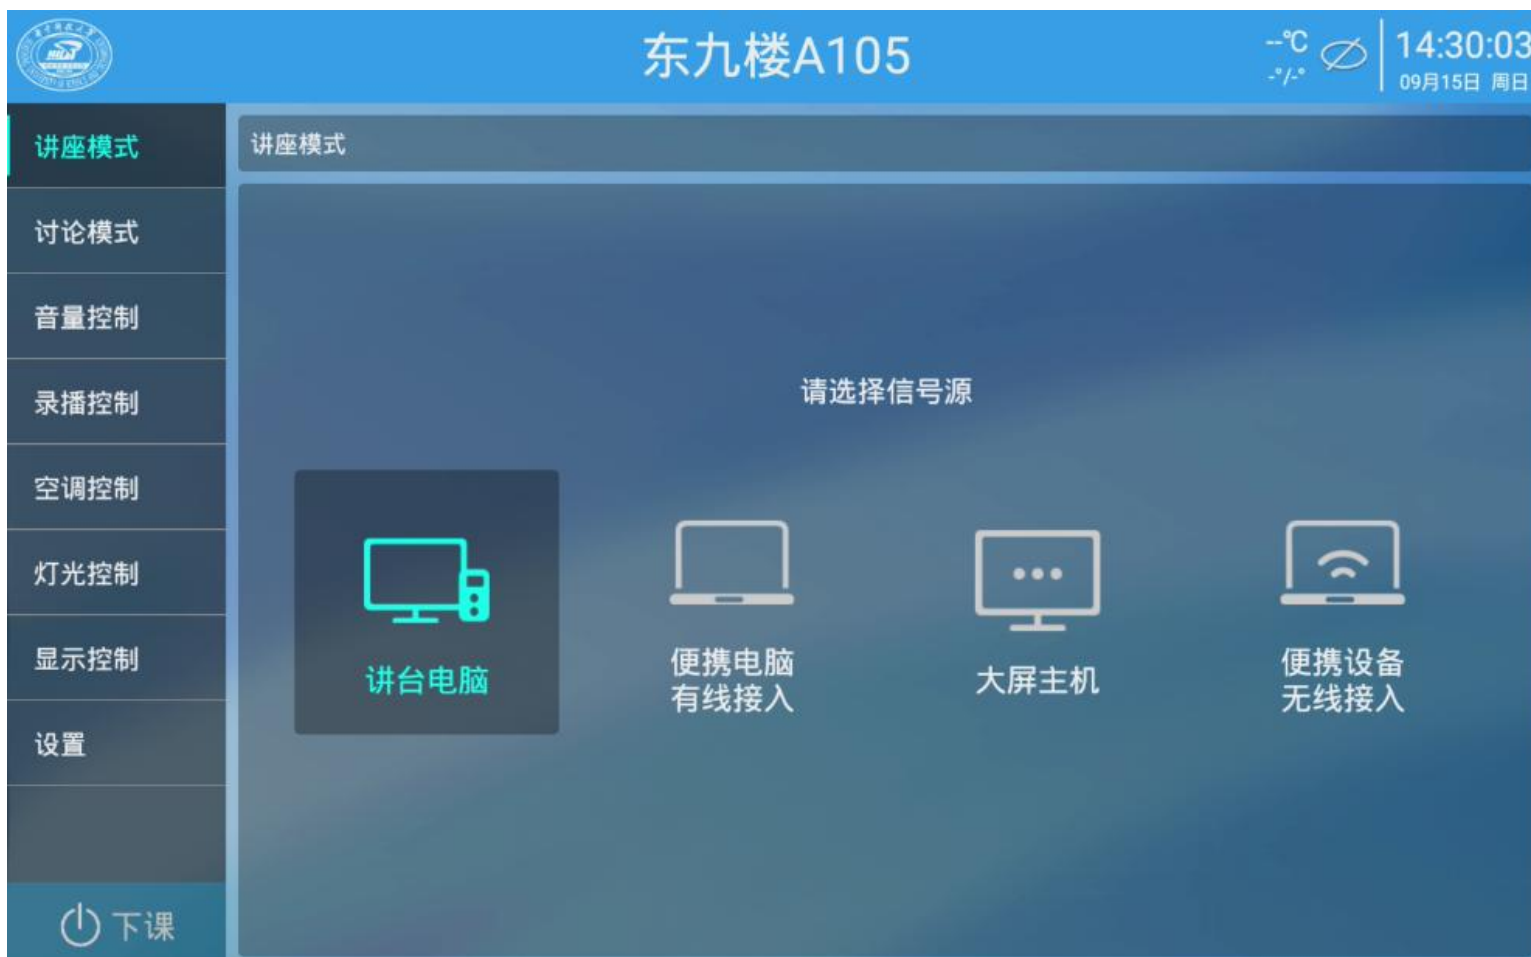 东九楼A105
--℃
-°/-°
14:30:03
09月15日 周日
讲座模式
讨论模式
音量控制
录播控制
空调控制
灯光控制
显示控制
设置
下课
讲座模式
请选择信号源
讲台电脑
便携电脑
有线接入
大屏主机
便携设备
无线接入